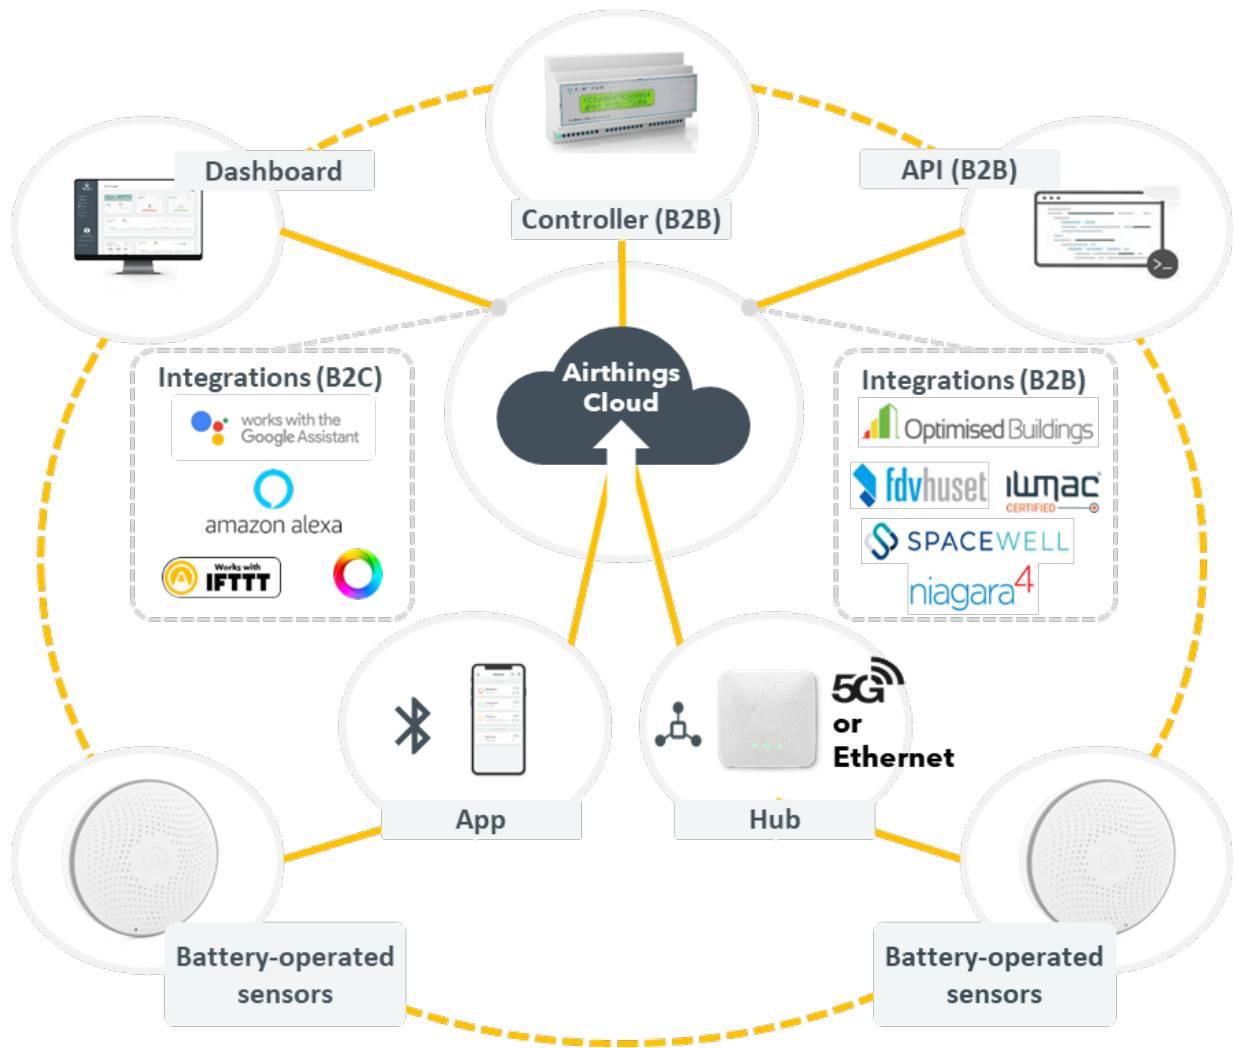 Controller (B2B)
Dashboard
API (B2B)
>_
Airthings
Cloud
Integrations (B2C)
works with the
Google Assistant
amazon alexa
Works with
IFTTT
Integrations (B2B)
Optimised Buildings
fdvhuset
ilumac
CERTIFIED
SPACEWELL
niagara4
App
5G
or
Ethernet
Hub
Battery-operated
sensors
Battery-operated
sensors